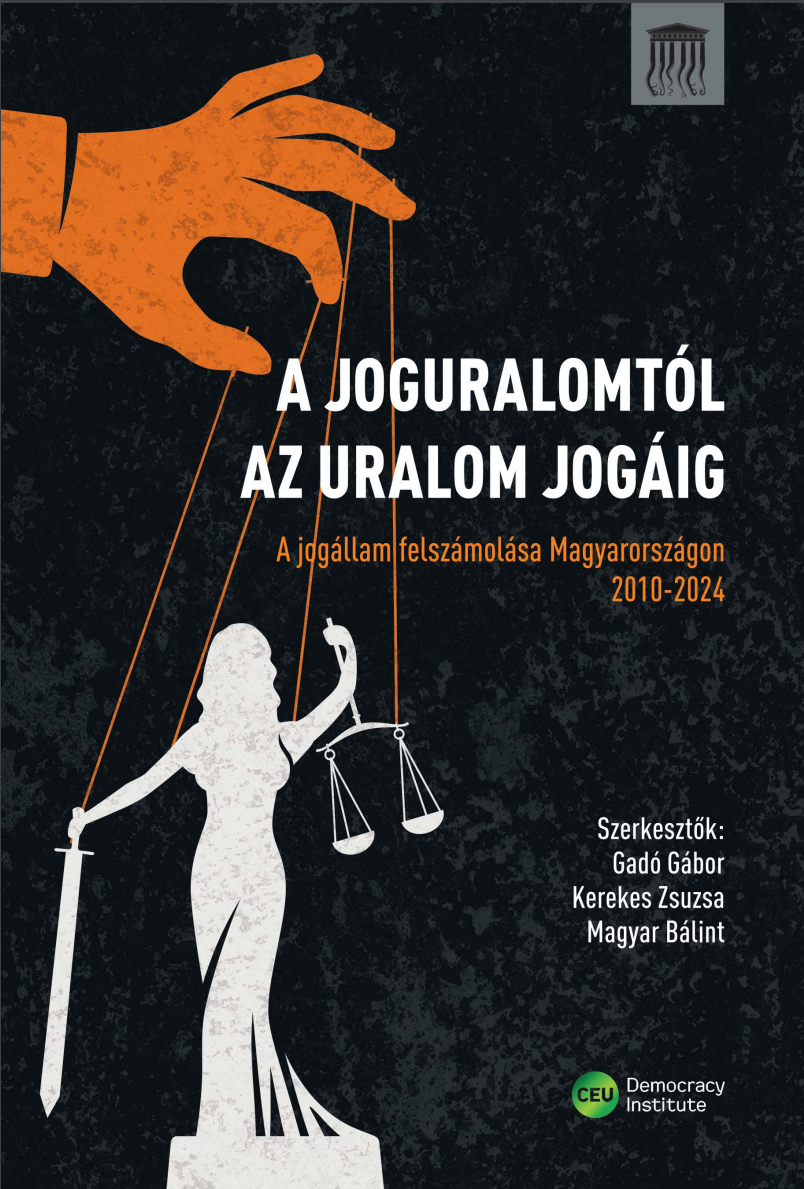 A JOGURALOMTÓL
AZ URALOM JOGÁIG
A jogállam felszámolása Magyarországon
2010-2024
Szerkesztők:
Gadó Gábor
Kerekes Zsuzsa
Magyar Bálint
CEU Democracy
Institute